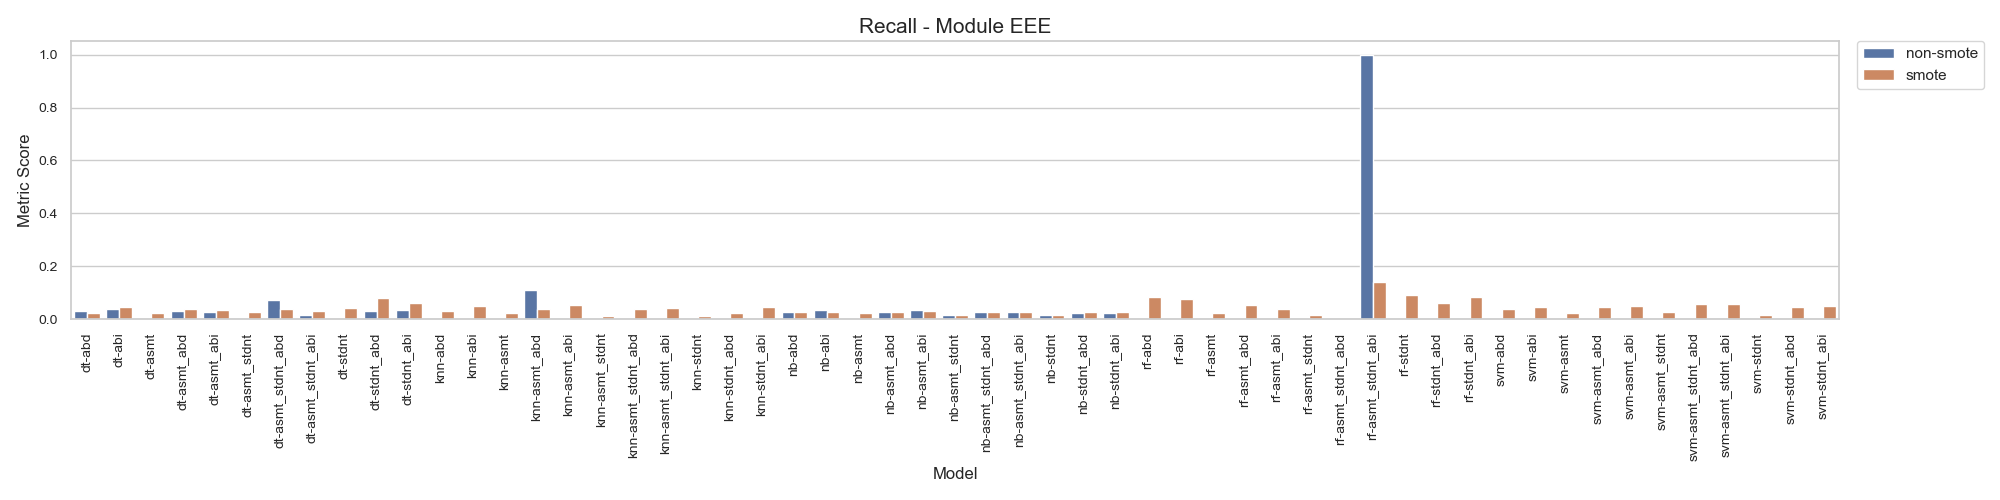 Recall - Module EEE
non-smote
smote
Metric Score
1.0
0.8
0.6
0.4
0.2
0.0
dt-abd
dt-abi
dt-asmt
dt-asmt_abd
dt-asmt_abi
dt-asmt_stdnt
dt-asmt_stdnt_abd
dt-asmt_stdnt_abi
dt-stdnt
dt-stdnt_abd
dt-stdnt_abi
knn-abd
knn-abi
knn-asmt
knn-asmt_abd
knn-asmt_abi
knn-asmt_stdnt
knn-asmt_stdnt_abd
knn-asmt_stdnt_abi
knn-stdnt
knn-stdnt_abd
knn-stdnt_abi
nb-abd
nb-abi
nb-asmt
nb-asmt_abd
nb-asmt_abi
nb-asmt_stdnt
nb-asmt_stdnt_abd
nb-asmt_stdnt_abi
nb-stdnt
nb-stdnt_abd
nb-stdnt_abi
rf-abd
rf-abi
rf-asmt
rf-asmt_abd
rf-asmt_abi
rf-asmt_stdnt
rf-asmt_stdnt_abd
rf-asmt_stdnt_abi
rf-stdnt
rf-stdnt_abd
rf-stdnt_abi
svm-abd
svm-abi
svm-asmt
svm-asmt_abd
svm-asmt_abi
svm-asmt_stdnt
svm-asmt_stdnt_abd
svm-asmt_stdnt_abi
svm-stdnt
svm-stdnt_abd
svm-stdnt_abi
Model